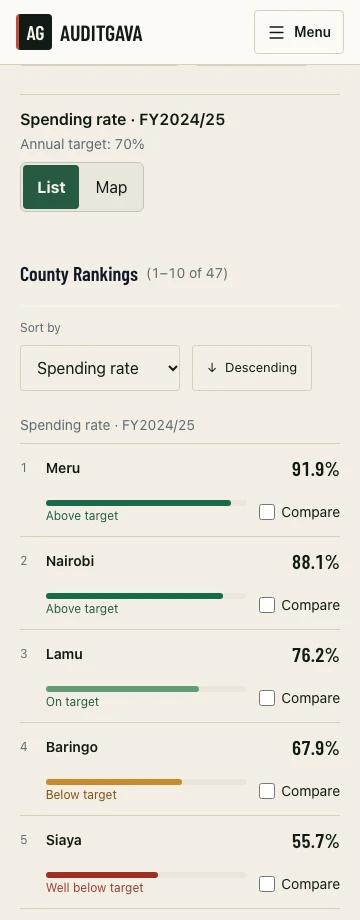 AG AUDITGAVA
Menu
Spending rate · FY2024/25
Annual target: 70%
List Map
County Rankings (1–10 of 47)
Sort by
Spending rate ↓ Descending
Spending rate · FY2024/25
1 Meru 91.9%
Above target Compare
2 Nairobi 88.1%
Above target Compare
3 Lamu 76.2%
On target Compare
4 Baringo 67.9%
Below target Compare
5 Siaya 55.7%
Well below target Compare